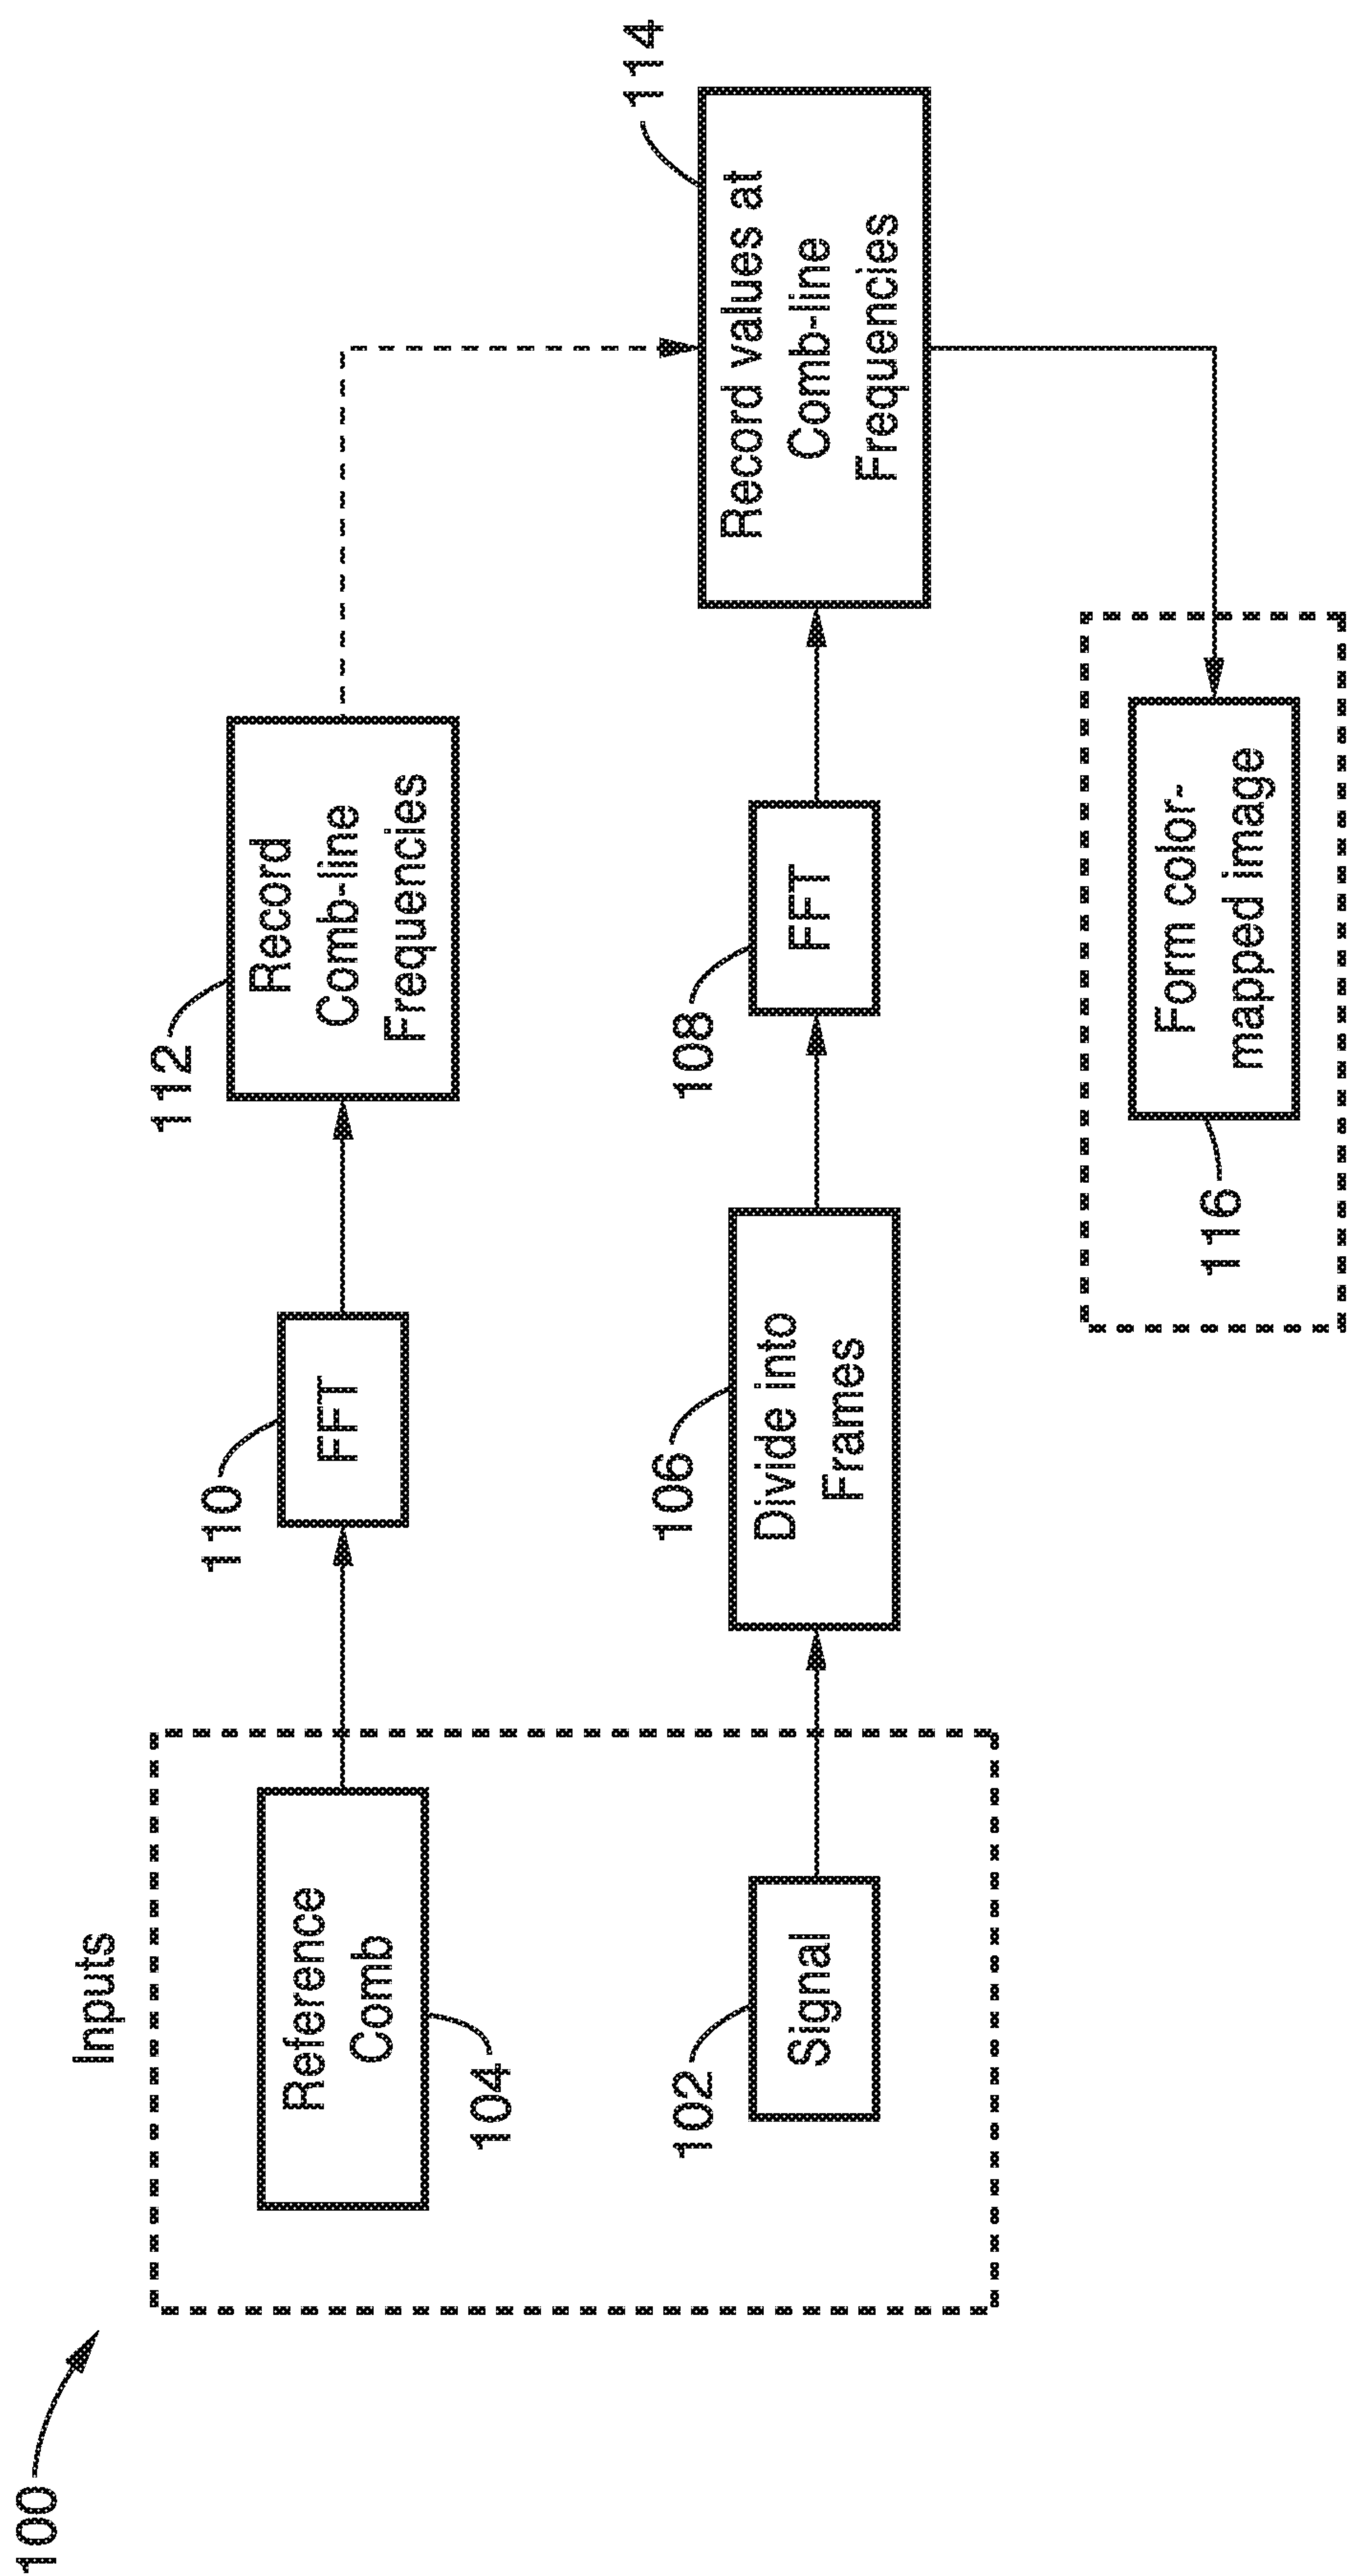 100
Inputs
Reference
Comb
104
110
FFT
112
Record
Comb-line
Frequencies
102
Signal
106
Divide into
Frames
108
FFT
114
Record values at
Comb-line
Frequencies
116
Form color-
mapped image